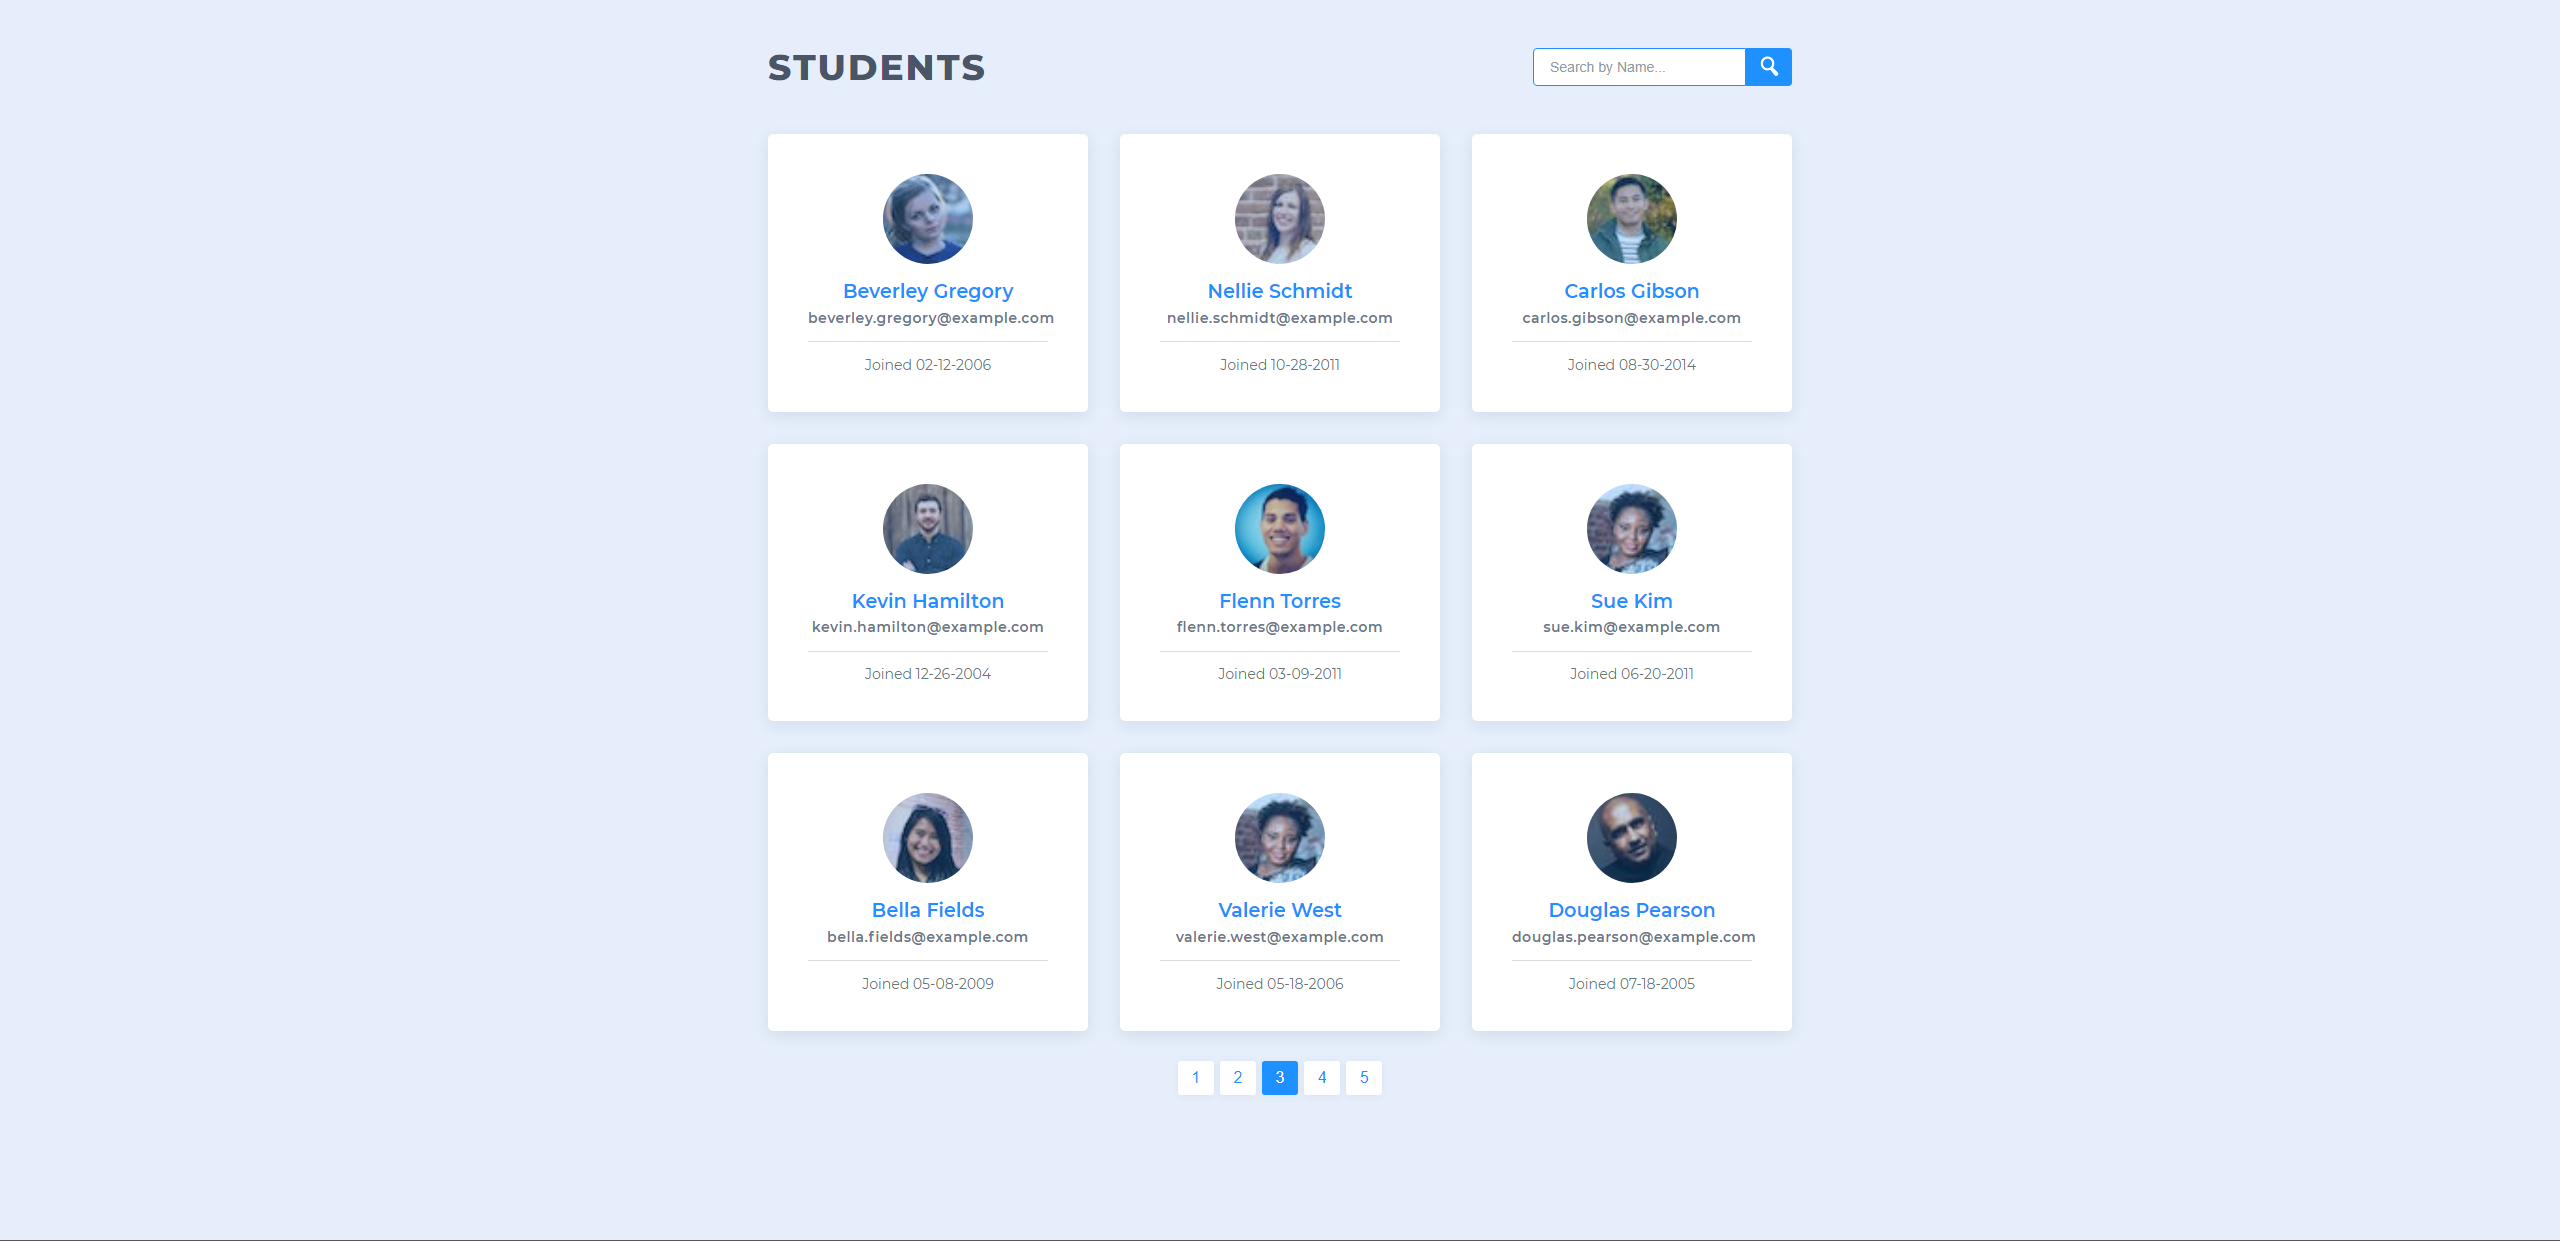 STUDENTS
Search by Name...
Beverley Gregory
beverley.gregory@example.com
Joined 02-12-2006
Nellie Schmidt
nellie.schmidt@example.com
Joined 10-28-2011
Carlos Gibson
carlos.gibson@example.com
Joined 08-30-2014
Kevin Hamilton
kevin.hamilton@example.com
Joined 12-26-2004
Flenn Torres
flenn.torres@example.com
Joined 03-09-2011
Sue Kim
sue.kim@example.com
Joined 06-20-2011
Bella Fields
bella.fields@example.com
Joined 05-08-2009
Valerie West
valerie.west@example.com
Joined 05-18-2006
Douglas Pearson
douglas.pearson@example.com
Joined 07-18-2005
1 2 3 4 5